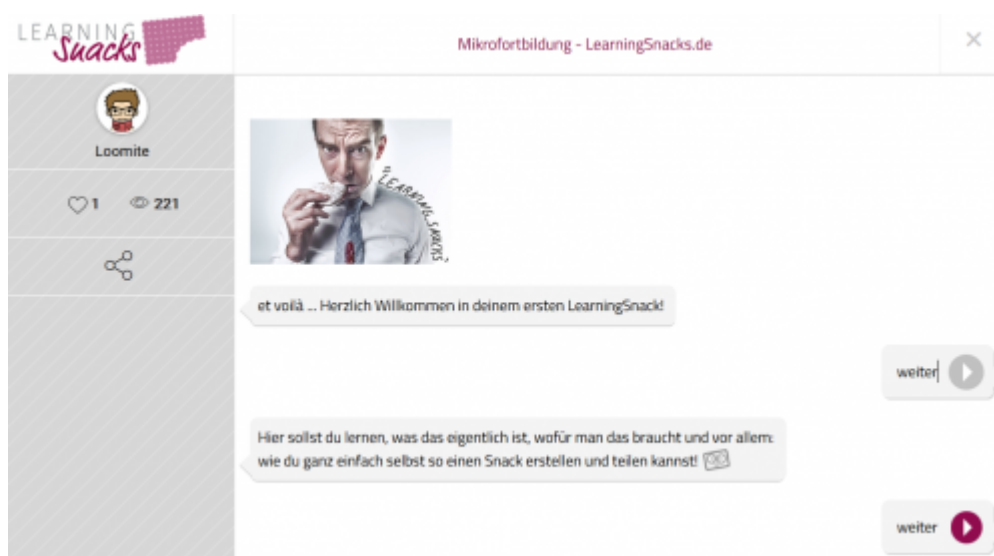 LEARNING
Snacks
Mikrofortbildung - LearningSnacks.de
Loomite
1 221
LEARNING SNACKS
et voilà ... Herzlich Willkommen in deinem ersten LearningSnack!
weiter
Hier sollst du lernen, was das eigentlich ist, wofür man das braucht und vor allem:
wie du ganz einfach selbst so einen Snack erstellen und teilen kannst!
weiter